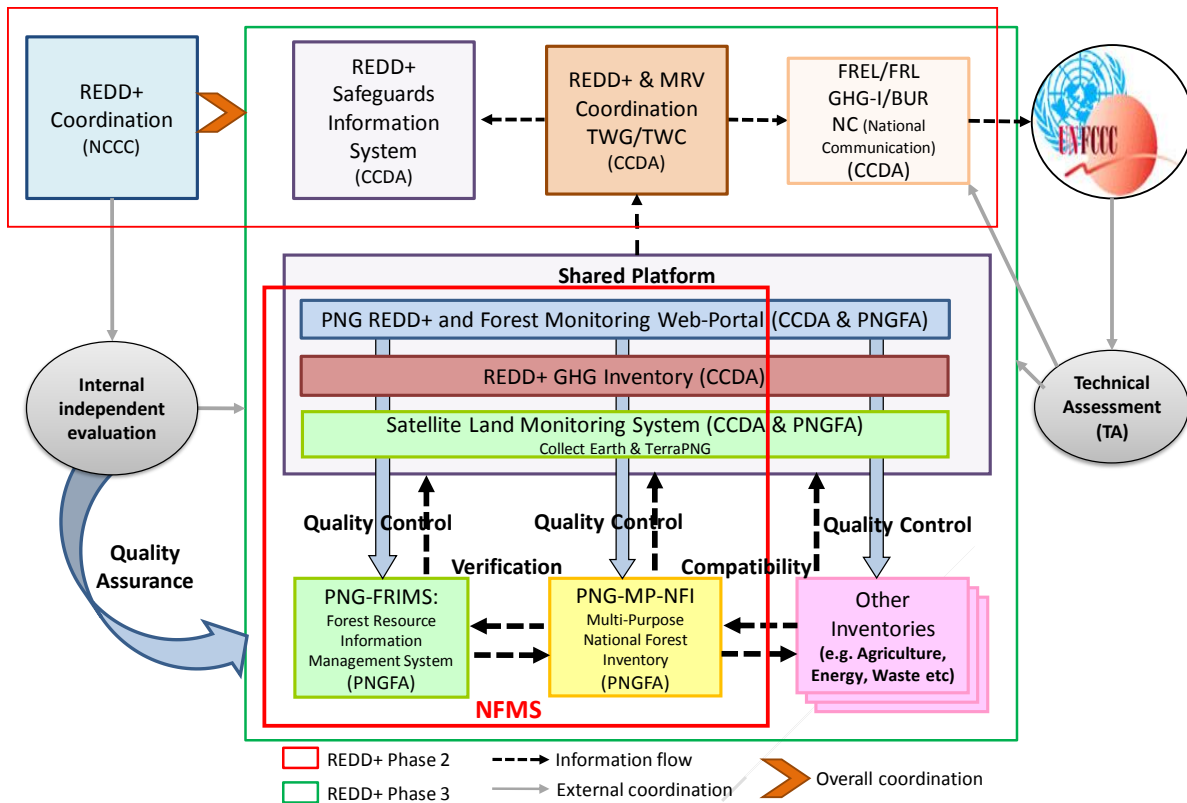 REDD+
Coordination
(NCCC)
REDD+
Safeguards
Information
System
(CCDA)
REDD+ & MRV
Coordination
TWG/TWC
(CCDA)
FREL/FRL
GHG-I/BUR
NC (National
Communication)
(CCDA)
UNFCCC
Shared Platform
PNG REDD+ and Forest Monitoring Web-Portal (CCDA & PNGFA)
REDD+ GHG Inventory (CCDA)
Satellite Land Monitoring System (CCDA & PNGFA)
Collect Earth & TerraPNG
Internal
independent
evaluation
Technical
Assessment
(TA)
Quality Control
Quality Control
Quality Control
Quality
Assurance
Verification
Compatibility
PNG-FRIMS:
Forest Resource
Information
Management System
(PNGFA)
PNG-MP-NFI
Multi-Purpose
National Forest
Inventory
(PNGFA)
Other
Inventories
(e.g. Agriculture,
Energy, Waste etc)
NFMS
REDD+ Phase 2
Information flow
Overall coordination
REDD+ Phase 3
External coordination